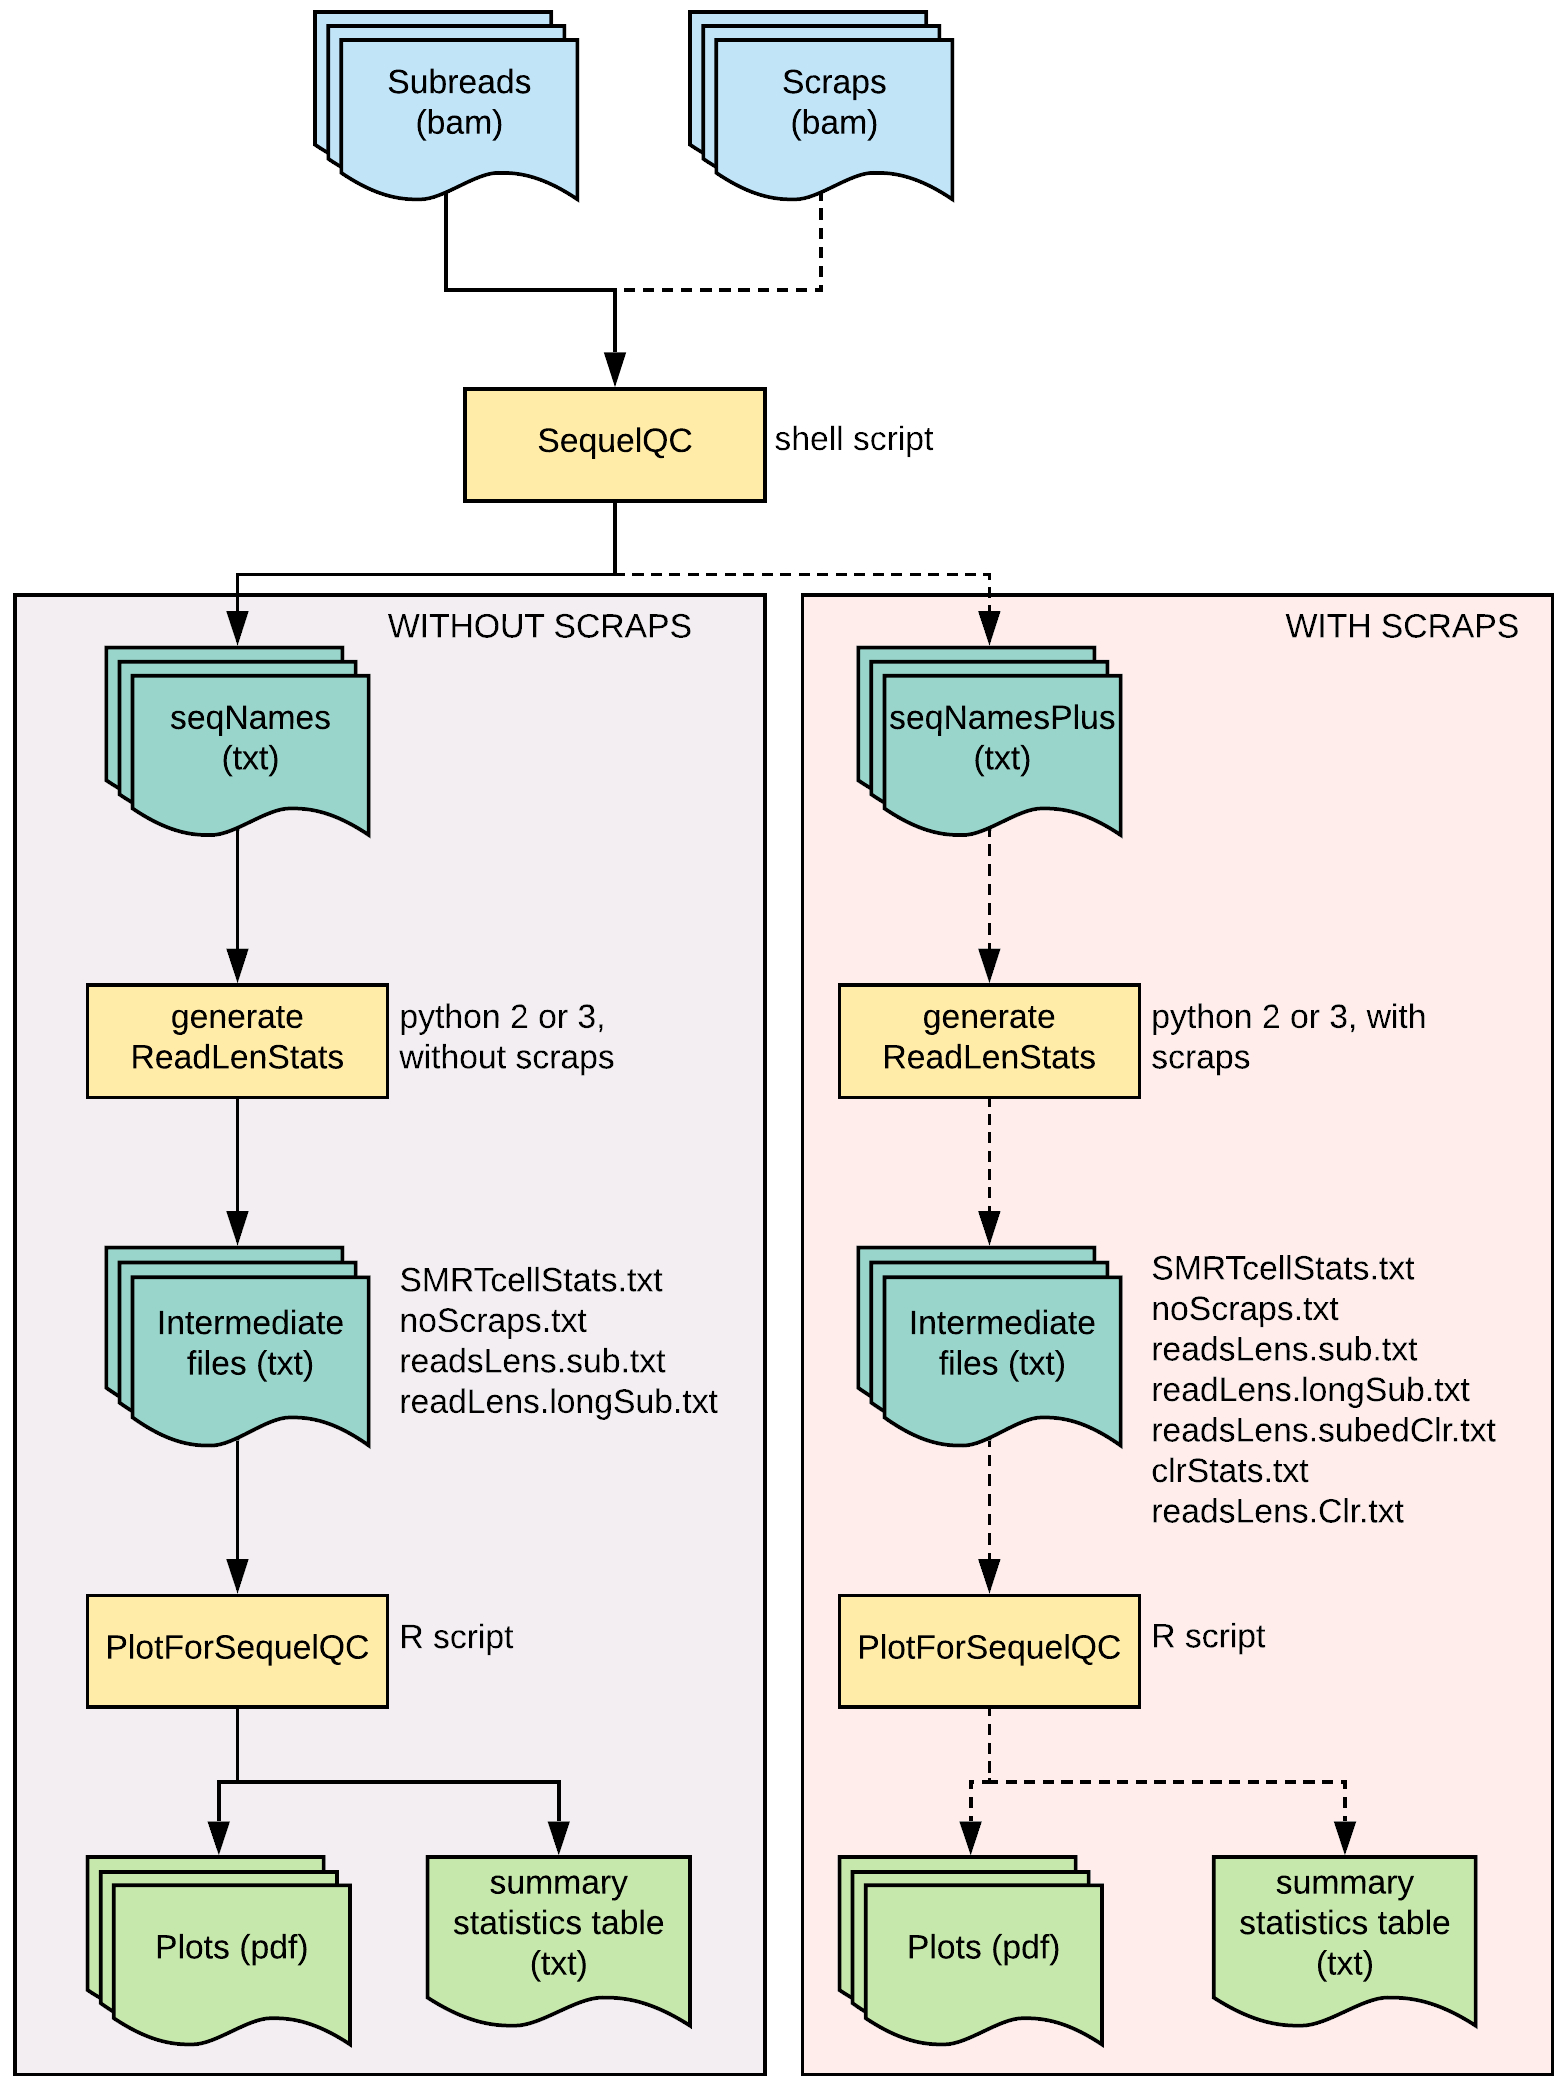 Subreads
(bam)
Scraps
(bam)
SequelQC
shell script
WITHOUT SCRAPS
seqNames
(txt)
generate
ReadLenStats
python 2 or 3,
without scraps
Intermediate
files (txt)
SMRTcellStats.txt
noScraps.txt
readsLens.sub.txt
readLens.longSub.txt
PlotForSequelQC
R script
Plots (pdf)
summary
statistics table
(txt)
WITH SCRAPS
seqNamesPlus
(txt)
generate
ReadLenStats
python 2 or 3, with
scraps
Intermediate
files (txt)
SMRTcellStats.txt
noScraps.txt
readsLens.sub.txt
readLens.longSub.txt
readsLens.subedClr.txt
clrStats.txt
readsLens.Clr.txt
PlotForSequelQC
R script
Plots (pdf)
summary
statistics table
(txt)